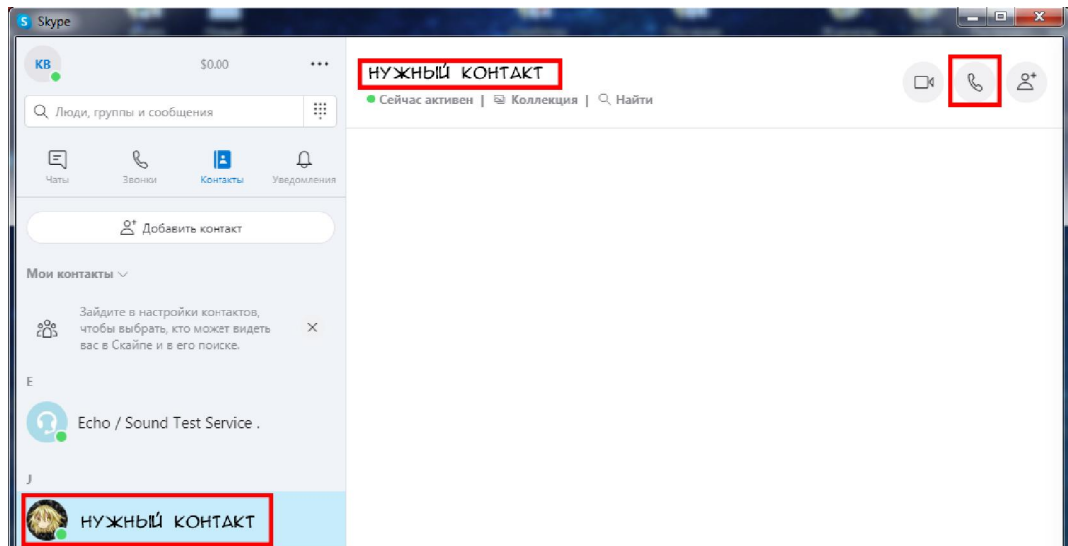 Skype
КВ
$0.00
Люди, группы и сообщения
Чаты
Звонки
Контакты
Уведомления
Добавить контакт
Мои контакты
Зайдите в настройки контактов,
чтобы выбрать, кто может видеть
вас в Скайпе и в его поиске.
E
Echo / Sound Test Service .
J
НУЖНЫЙ КОНТАКТ
НУЖНЫЙ КОНТАКТ
Сейчас активен | Коллекция | Найти